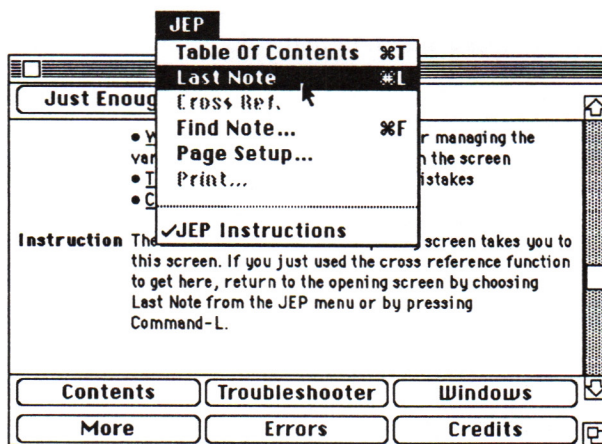 JEP
Table Of Contents ⌘T
Last Note ⌘L
Cross Ref.
Find Note... ⌘F
Page Setup...
Print...
✓JEP Instructions
Just Enoug
• W r managing the
var n the screen
• T istakes
• C
Instruction The screen takes you to
this screen. If you just used the cross reference function
to get here, return to the opening screen by choosing
Last Note from the JEP menu or by pressing
Command-L.
Contents Troubleshooter Windows
More Errors Credits